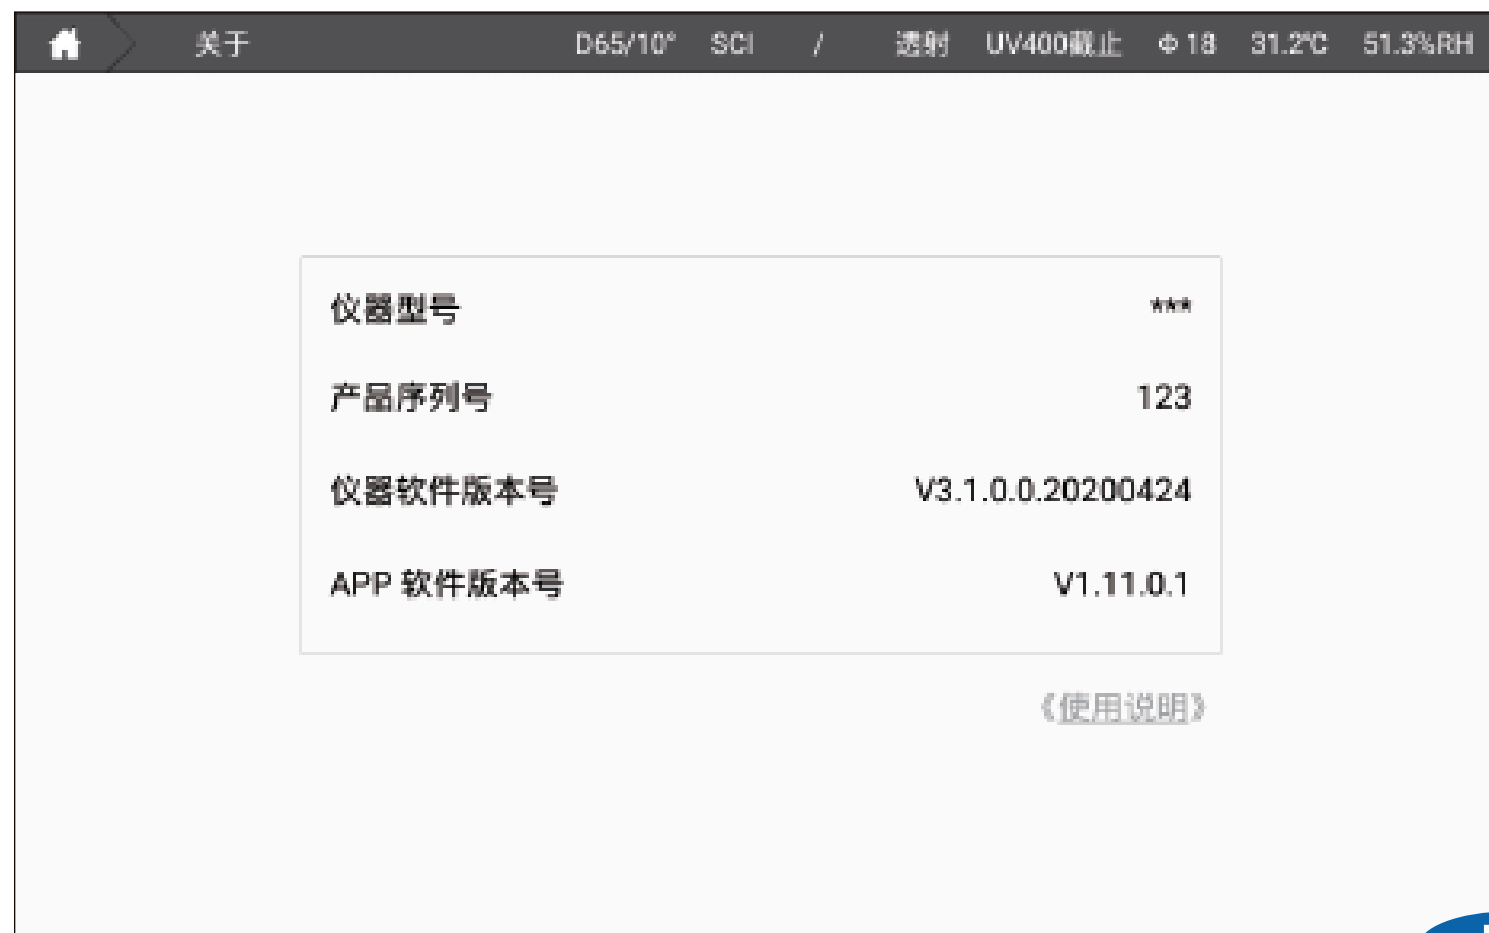 关于 D65/10° SCI / 透射 UV400截止 Φ 18 31.2℃ 51.3%RH
仪器型号 ***
产品序列号 123
仪器软件版本号 V3.1.0.0.20200424
APP 软件版本号 V1.11.0.1
《使用说明》